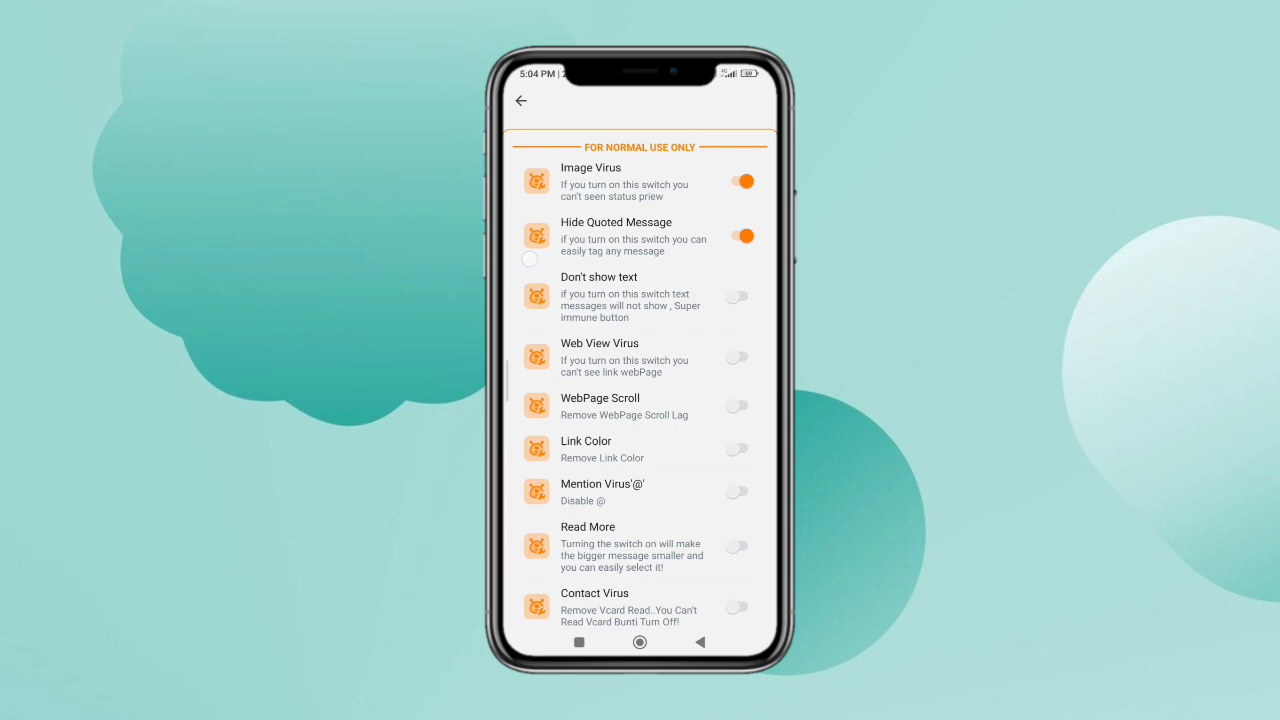 5:04 PM |
4G 69
FOR NORMAL USE ONLY
Image Virus
If you turn on this switch you
can't seen status priew
Hide Quoted Message
if you turn on this switch you can
easily tag any message
Don't show text
if you turn on this switch text
messages will not show , Super
immune button
Web View Virus
If you turn on this switch you
can't see link webPage
WebPage Scroll
Remove WebPage Scroll Lag
Link Color
Remove Link Color
Mention Virus'@'
Disable @
Read More
Turning the switch on will make
the bigger message smaller and
you can easily select it!
Contact Virus
Remove Vcard Read..You Can't
Read Vcard Bunti Turn Off!